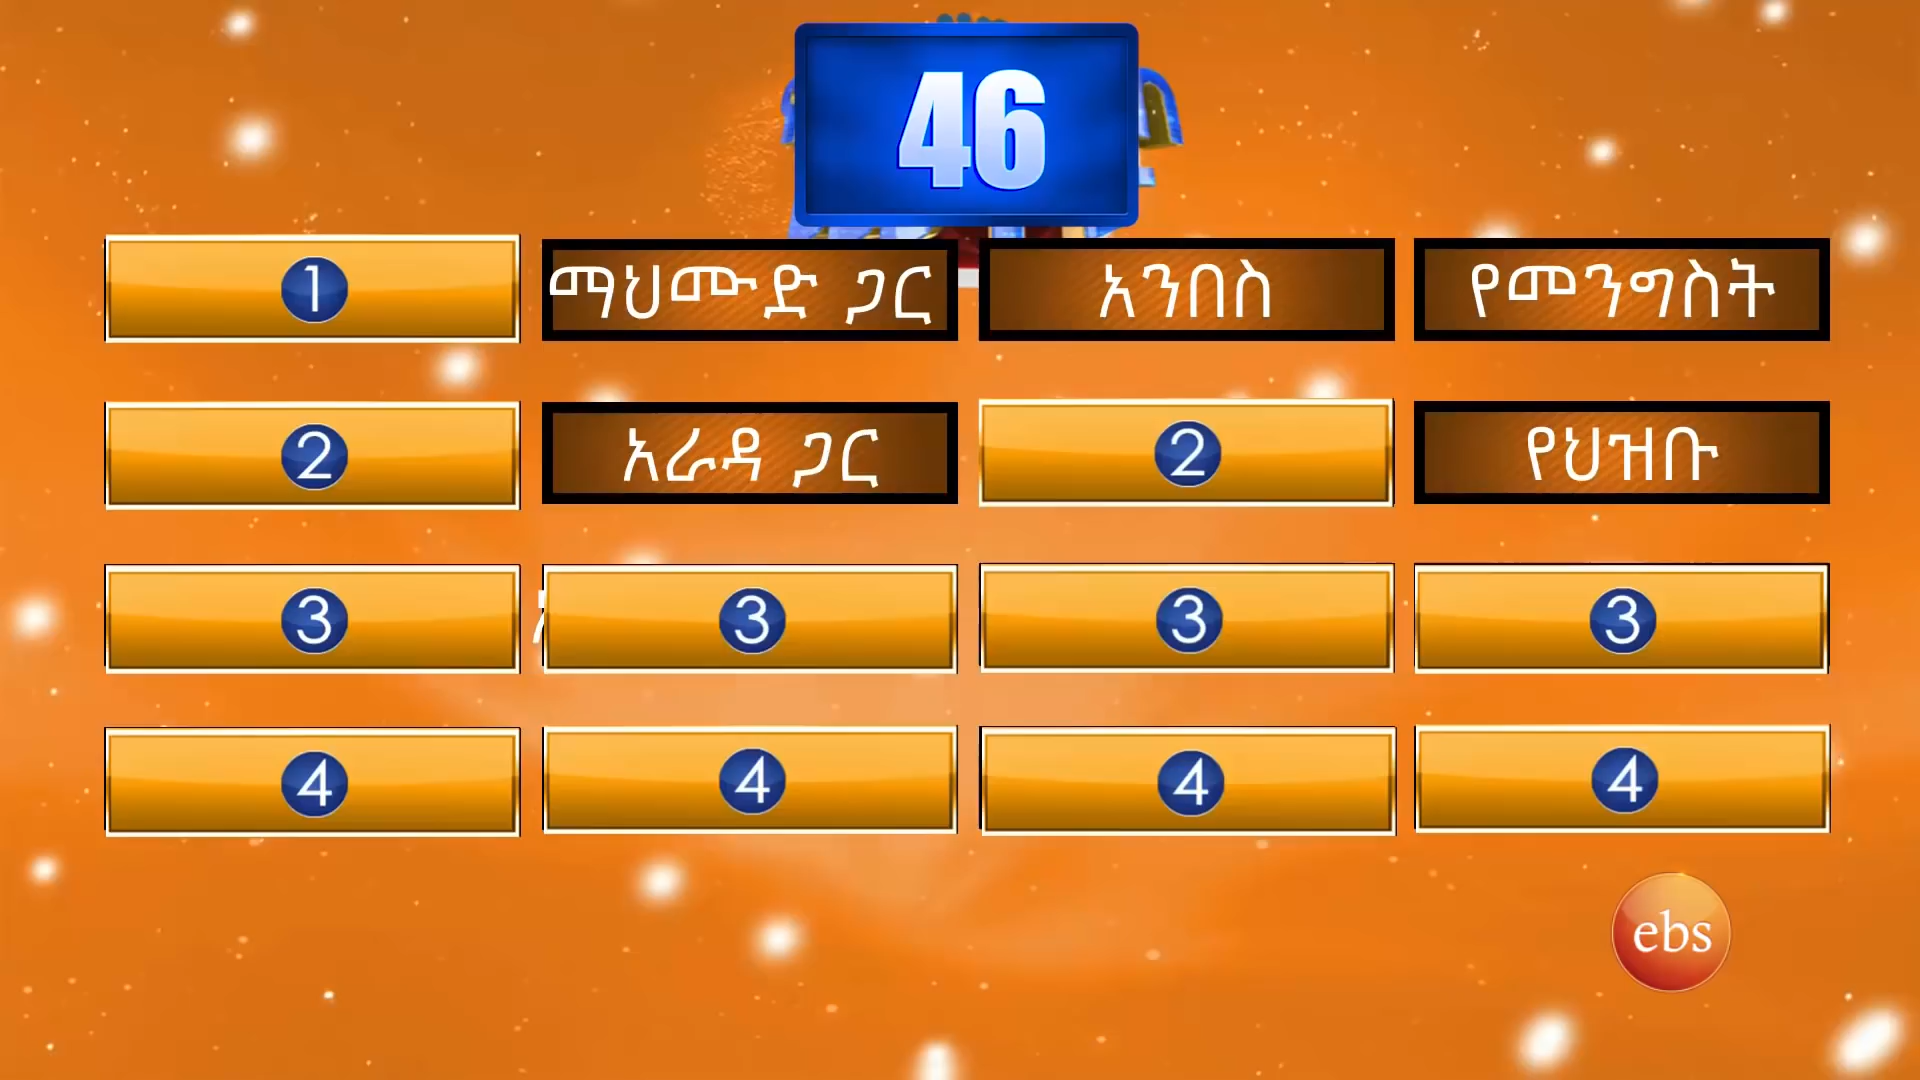 46
1 ማህሙድ ጋር አንበስ የመንግስት
2 አራዳ ጋር 2 የህዝቡ
3 3 3 3
4 4 4 4
ebs